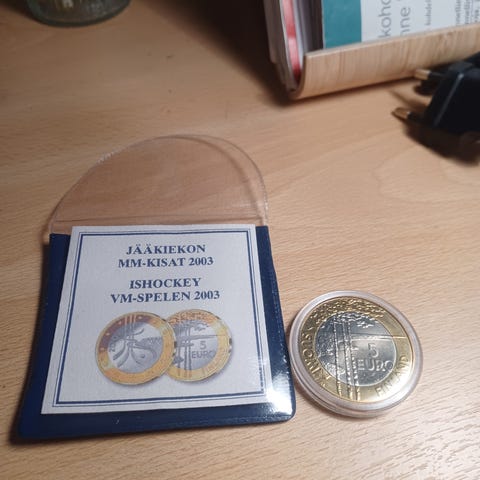 JÄÄKIEKON
MM-KISAT 2003
ISHOCKEY
VM-SPELEN 2003
5
EURO
5
EURO
FINLAND